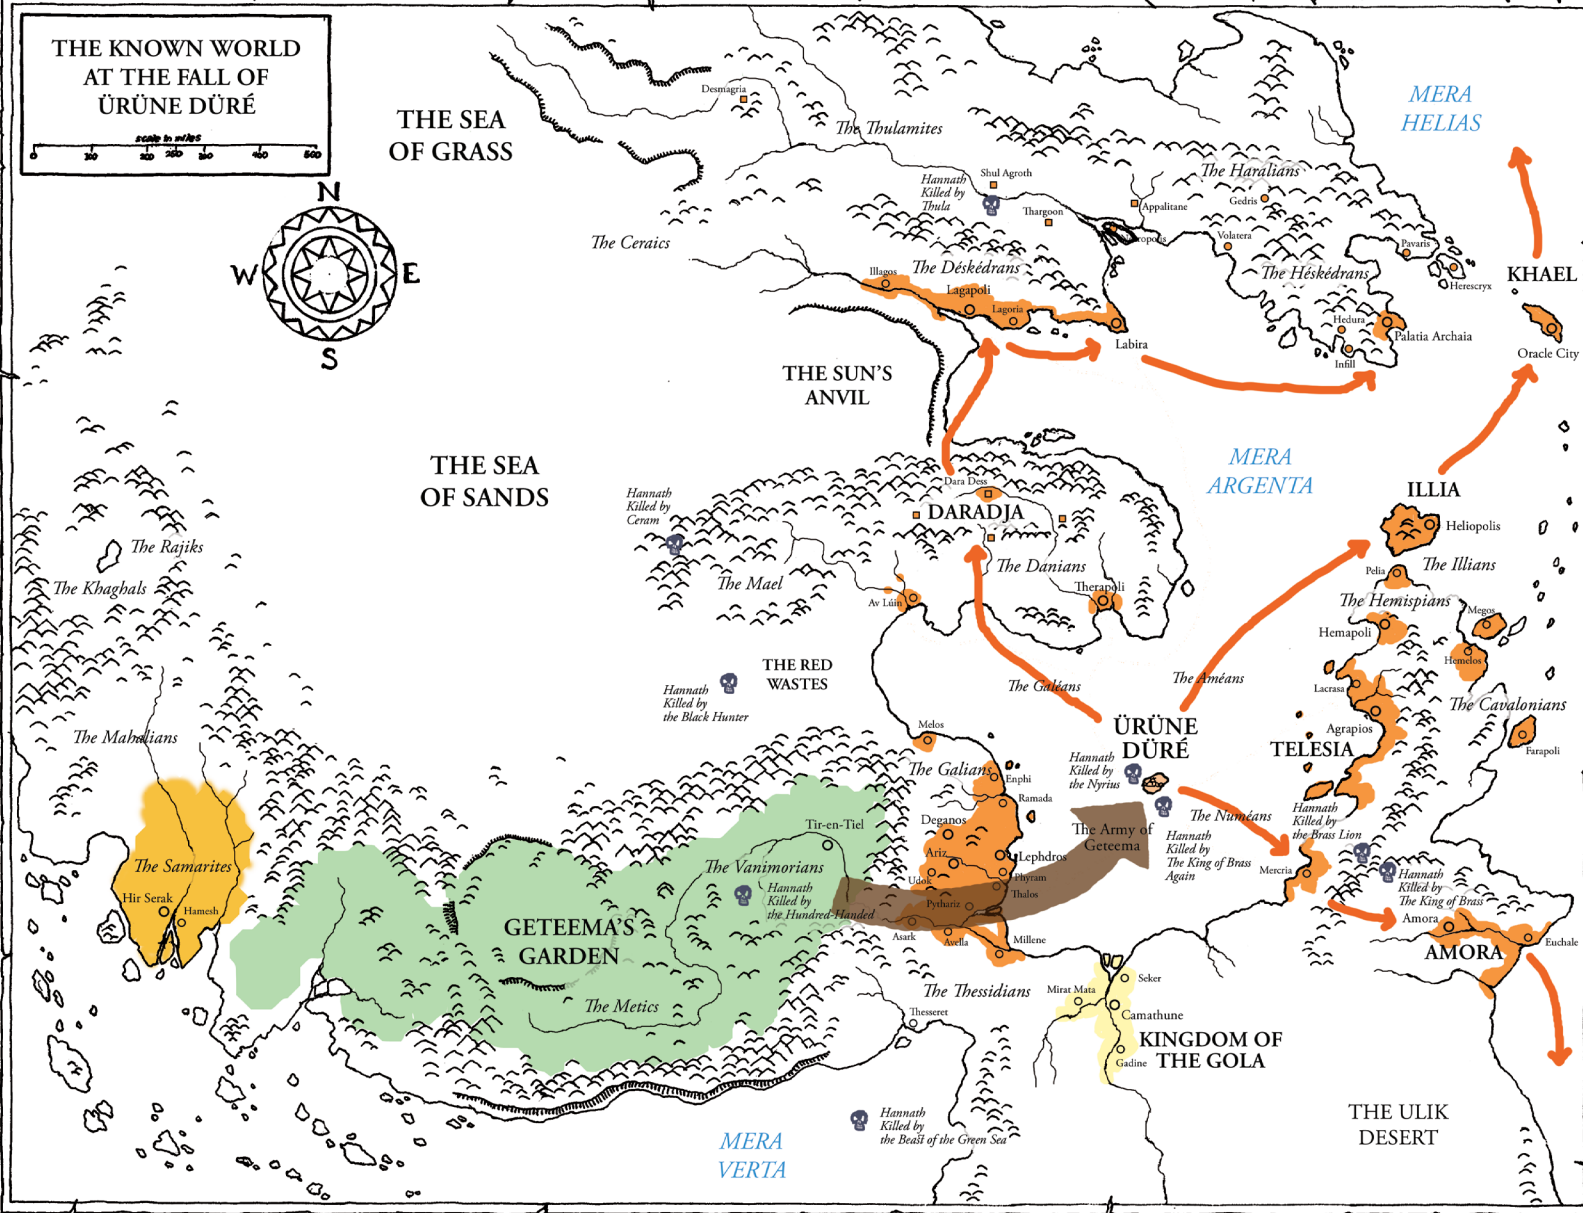 THE KNOWN WORLD
AT THE FALL OF
ÜRÜNE DÜRÉ
scale in miles
0 100 200 250 300 400 500
N
W
E
S
THE SEA
OF GRASS
Desmagria
The Thulamites
MERA
HELIAS
The Haralians
Hannath
Killed by
Thula
Shul Agroth
Thargoon
Appalitane
Gedris
Necropolis
Volatera
Pavaris
The Ceraics
Illagos
The Déskédrans
The Héskédrans
Herescryx
KHAEL
Lagapoli
Lagoria
Labira
Hedura
Infill
Palatia Archaia
Oracle City
THE SUN'S
ANVIL
THE SEA
OF SANDS
MERA
ARGENTA
Hannath
Killed by
Ceram
Dara Dess
DARADJA
ILLIA
Heliopolis
The Rajiks
The Khaghals
The Mael
The Danians
Av Lúin
Therapoli
Pelia
The Illians
The Hemispians
Hemapoli
Megos
Hemelos
THE RED
WASTES
Hannath
Killed by
the Black Hunter
The Galéans
The Améans
Lacrasa
Agrapios
The Cavalonians
Farapoli
The Mahalians
Melos
ÜRÜNE
DÜRÉ
TELESIA
Hannath
Killed by
the Nyrius
The Galians
Enphi
Ramada
Deganos
The Army of
Geteema
The Numéans
Hannath
Killed by
the Brass Lion
Hannath
Killed by
The King of Brass
Again
Tir-en-Tiel
Ariz
Lephdros
Udok
Phyram
Thalos
Pythariz
Mercria
Hannath
Killed by
The King of Brass
The Samarites
The Vanimorians
Hannath
Killed by
the Hundred-Handed
Hir Serak
Hamesh
GETEEMA'S
GARDEN
Asark
Avella
Millene
Amora
AMORA
Euchale
The Metics
The Thessidians
Thesseret
Mirat Mata
Seker
Camathune
KINGDOM OF
THE GOLA
Gadine
Hannath
Killed by
the Beast of the Green Sea
MERA
VERTA
THE ULIK
DESERT